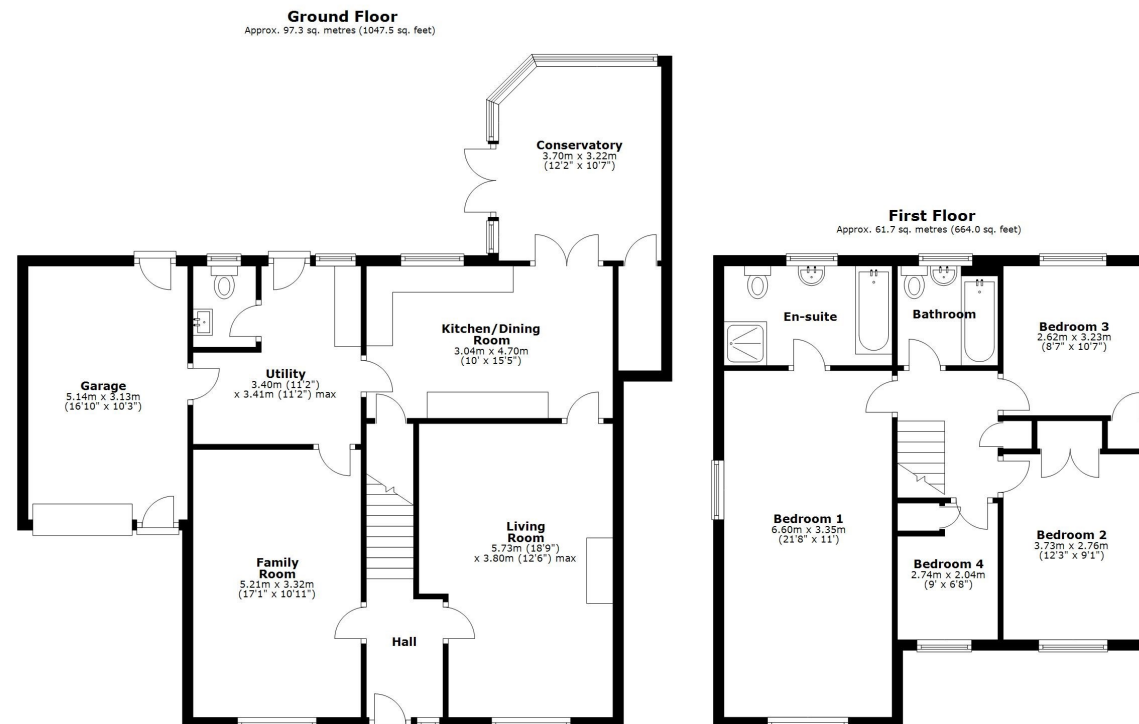 Ground Floor
Approx. 97.3 sq. metres (1047.5 sq. feet)
Conservatory
3.70m x 3.22m
(12'2" x 10'7")
Kitchen/Dining
Room
3.04m x 4.70m
(10' x 15'5")
Utility
3.40m (11'2")
x 3.41m (11'2") max
Garage
5.14m x 3.13m
(16'10" x 10'3")
Family
Room
5.21m x 3.32m
(17'1" x 10'11")
Living
Room
5.73m (18'9")
x 3.80m (12'6") max
Hall
First Floor
Approx. 61.7 sq. metres (664.0 sq. feet)
En-suite
Bathroom
Bedroom 3
2.62m x 3.23m
(8'7" x 10'7")
Bedroom 1
6.60m x 3.35m
(21'8" x 11')
Bedroom 2
3.73m x 2.76m
(12'3" x 9'1")
Bedroom 4
2.74m x 2.04m
(9' x 6'8")